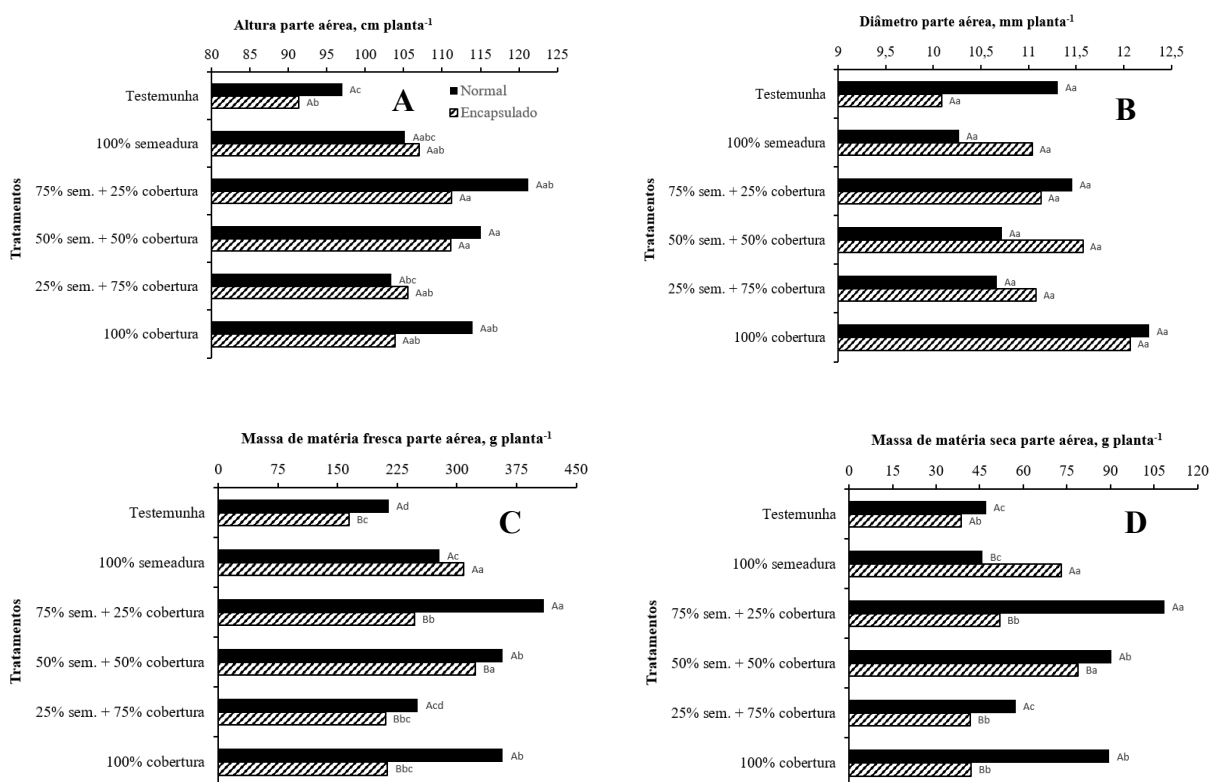 Altura parte aérea, cm planta-1
80 85 90 95 100 105 110 115 120 125
Tratamentos
A
Normal
Encapsulado
Testemunha
Ac
Ab
100% semeadura
Aabc
Aab
75% sem. + 25% cobertura
Aab
Aa
50% sem. + 50% cobertura
Aa
Aa
25% sem. + 75% cobertura
Abc
Aab
100% cobertura
Aab
Aab
Diâmetro parte aérea, mm planta-1
9 9,5 10 10,5 11 11,5 12 12,5
Tratamentos
B
Testemunha
Aa
Aa
100% semeadura
Aa
Aa
75% sem. + 25% cobertura
Aa
Aa
50% sem. + 50% cobertura
Aa
Aa
25% sem. + 75% cobertura
Aa
Aa
100% cobertura
Aa
Aa
Massa de matéria fresca parte aérea, g planta-1
0 75 150 225 300 375 450
Tratamentos
C
Testemunha
Ad
Bc
100% semeadura
Ac
Aa
75% sem. + 25% cobertura
Aa
Bb
50% sem. + 50% cobertura
Ab
Ba
25% sem. + 75% cobertura
Acd
Bbc
100% cobertura
Ab
Bbc
Massa de matéria seca parte aérea, g planta-1
0 15 30 45 60 75 90 105 120
Tratamentos
D
Testemunha
Ac
Ab
100% semeadura
Bc
Aa
75% sem. + 25% cobertura
Aa
Bb
50% sem. + 50% cobertura
Ab
Ba
25% sem. + 75% cobertura
Ac
Bb
100% cobertura
Ab
Bb